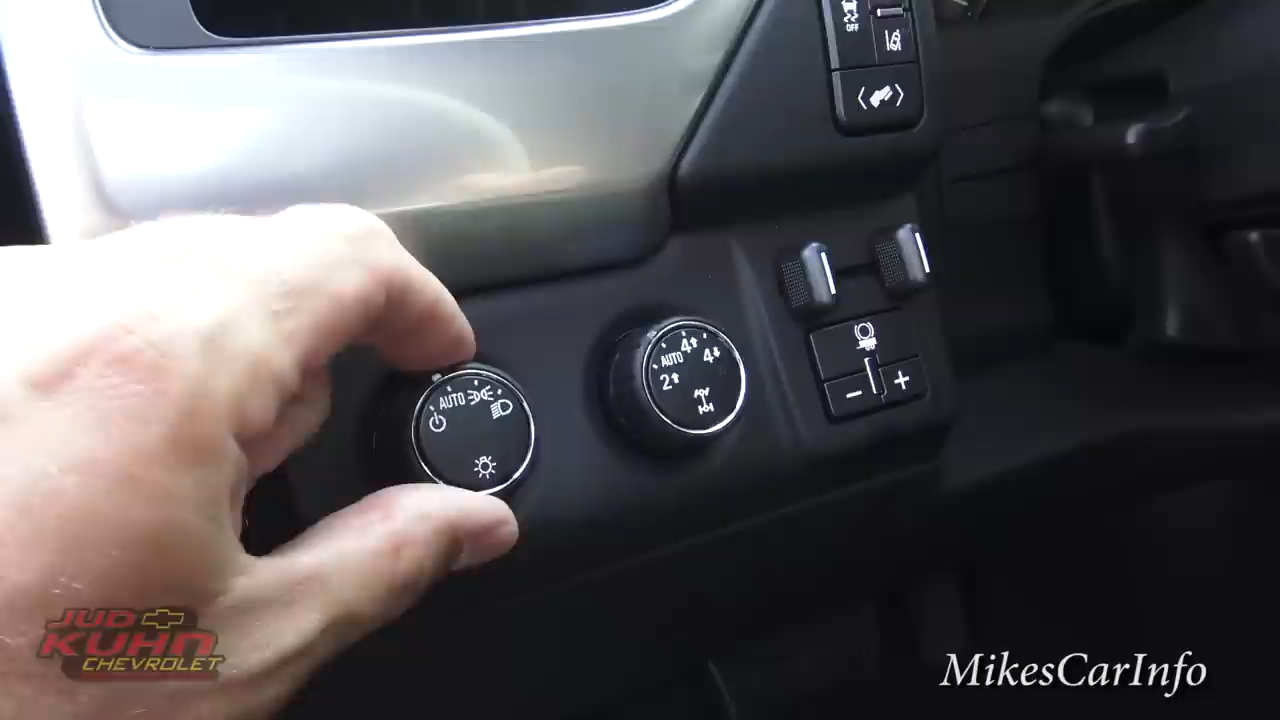 OFF
4↑
AUTO
4↓
2↑
AUTO
− +
JUD
KUHN
CHEVROLET
MikesCarInfo